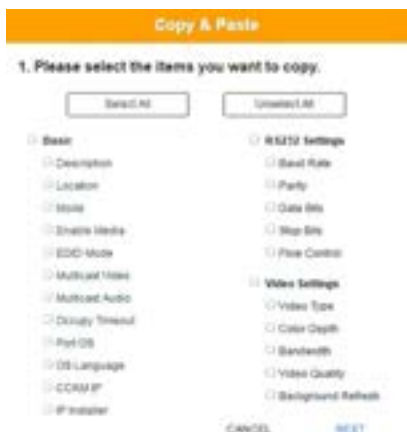 Copy & Paste
1. Please select the items you want to copy.
Select All
Unselect All
Basic
Description
Location
Mode
Enable Media
EDID Mode
Multicast Video
Multicast Audio
Occupy Timeout
Port OSD
OSD Language
CCKM IP
IP Installer
RS232 Settings
Baud Rate
Parity
Data Bits
Stop Bits
Flow Control
Video Settings
Video Type
Color Depth
Bandwidth
Video Quality
Background Refresh
CANCEL
NEXT